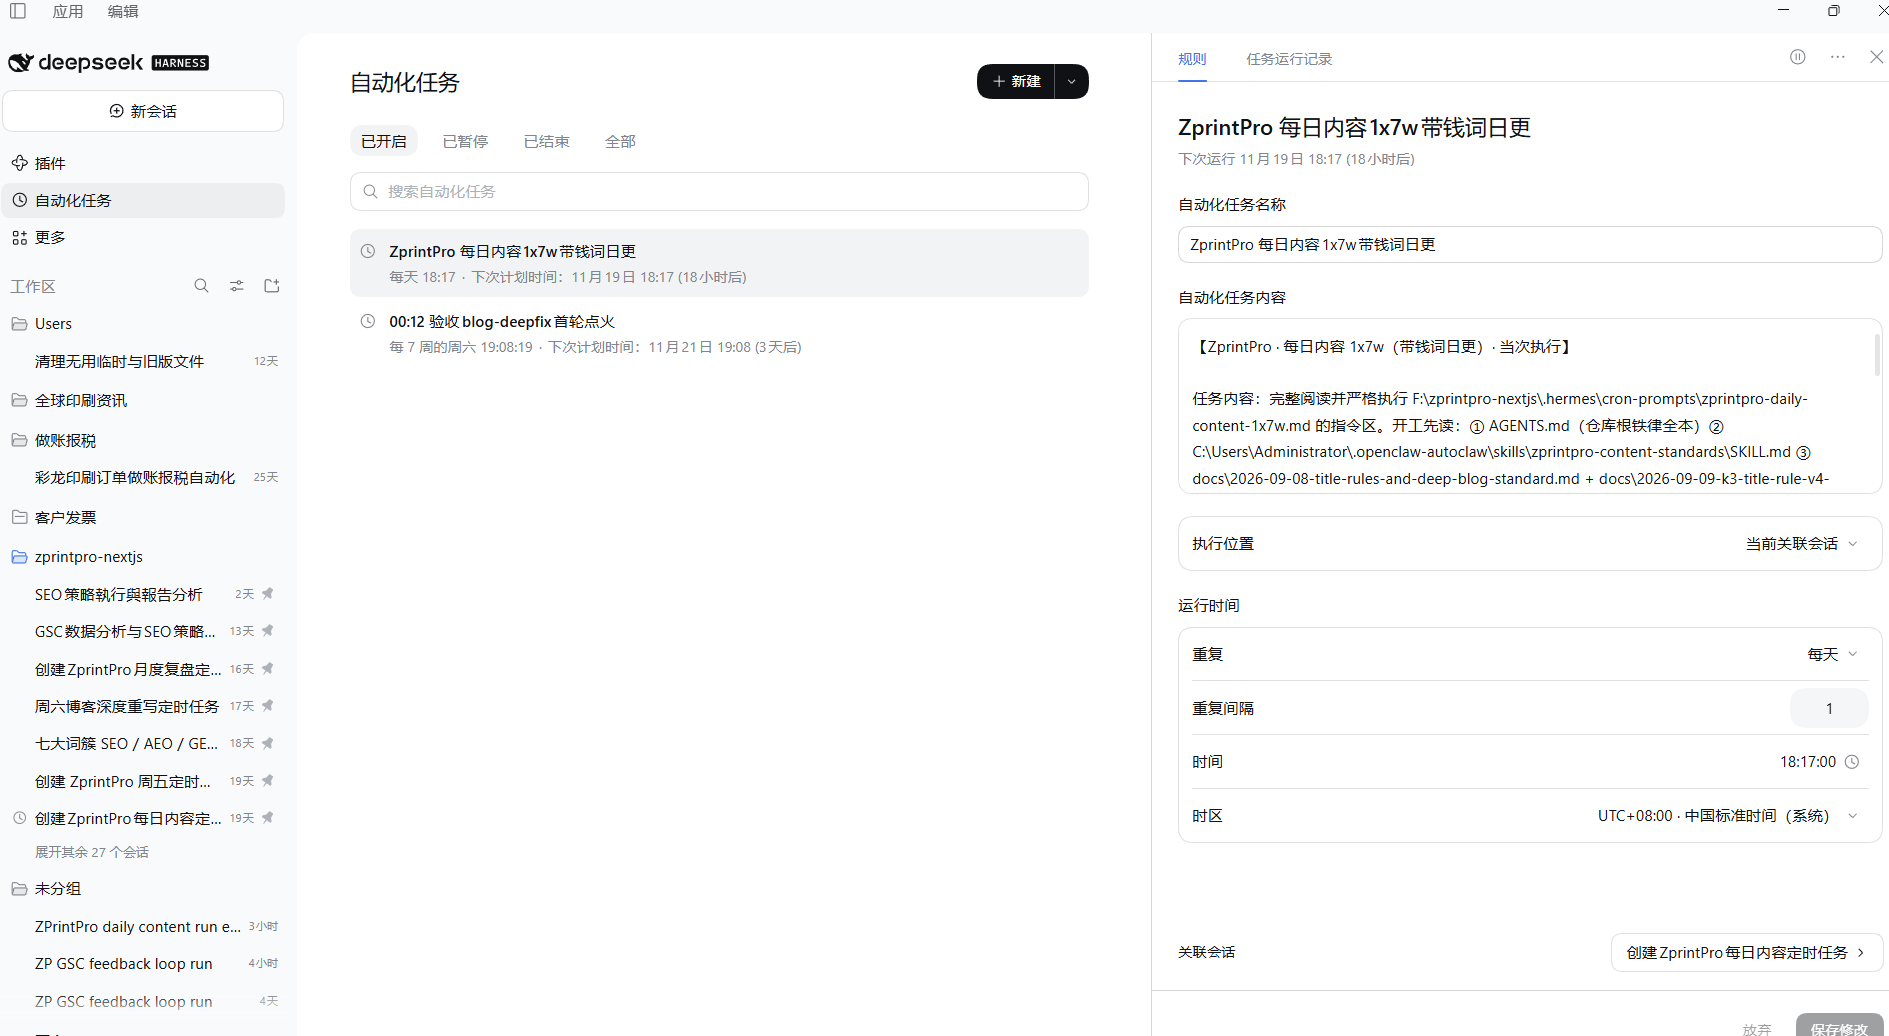 应用 编辑
deepseek HARNESS
新会话
插件
自动化任务
更多
工作区
Users
清理无用临时与旧版文件 12天
全球印刷资讯
做账报税
彩龙印刷订单做账报税自动化 25天
客户发票
zprintpro-nextjs
SEO策略執行與報告分析 2天
GSC数据分析与SEO策略... 13天
创建ZprintPro月度复盘定... 16天
周六博客深度重写定时任务 17天
七大词簇 SEO / AEO / GE... 18天
创建 ZprintPro 周五定时... 19天
创建ZprintPro每日内容定... 19天
展开其余 27 个会话
未分组
ZPrintPro daily content run e... 3小时
ZP GSC feedback loop run 4小时
ZP GSC feedback loop run 4天
自动化任务
新建
已开启 已暂停 已结束 全部
搜索自动化任务
ZprintPro 每日内容1x7w带钱词日更
每天 18:17 · 下次计划时间：11月19日 18:17 (18小时后)
00:12 验收blog-deepfix首轮点火
每 7 周的周六 19:08:19 · 下次计划时间：11月21日 19:08 (3天后)
规则 任务运行记录
ZprintPro 每日内容1x7w带钱词日更
下次运行 11月19日 18:17 (18小时后)
自动化任务名称
ZprintPro 每日内容1x7w带钱词日更
自动化任务内容
【ZprintPro · 每日内容 1x7w（带钱词日更）· 当次执行】
任务内容：完整阅读并严格执行 F:\zprintpro-nextjs\.hermes\cron-prompts\zprintpro-daily-
content-1x7w.md 的指令区。开工先读：① AGENTS.md（仓库根铁律全本）②
C:\Users\Administrator\.openclaw-autoclaw\skills\zprintpro-content-standards\SKILL.md ③
docs\2026-09-08-title-rules-and-deep-blog-standard.md + docs\2026-09-09-k3-title-rule-v4-
执行位置 当前关联会话
运行时间
重复 每天
重复间隔 1
时间 18:17:00
时区 UTC+08:00 · 中国标准时间（系统）
关联会话 创建ZprintPro每日内容定时任务
放弃 保存修改